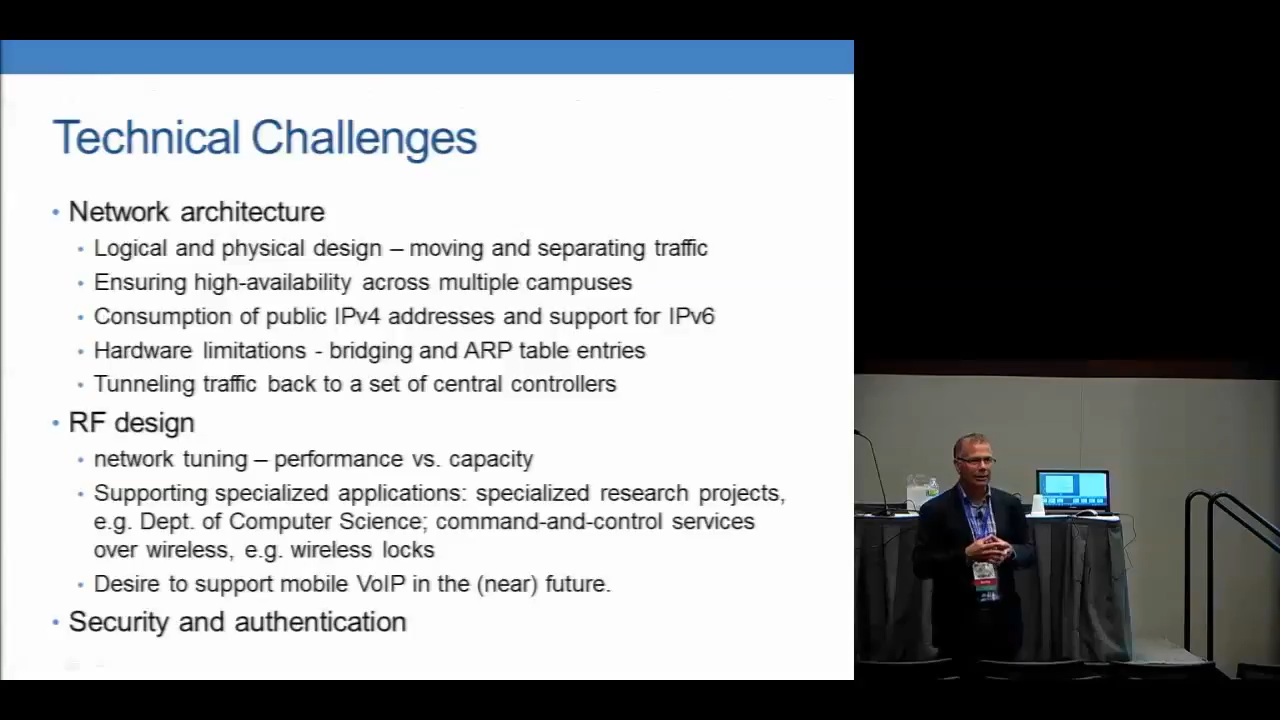 Technical Challenges
• Network architecture
• Logical and physical design – moving and separating traffic
• Ensuring high-availability across multiple campuses
• Consumption of public IPv4 addresses and support for IPv6
• Hardware limitations - bridging and ARP table entries
• Tunneling traffic back to a set of central controllers
• RF design
• network tuning – performance vs. capacity
• Supporting specialized applications: specialized research projects,
e.g. Dept. of Computer Science; command-and-control services
over wireless, e.g. wireless locks
• Desire to support mobile VoIP in the (near) future.
• Security and authentication